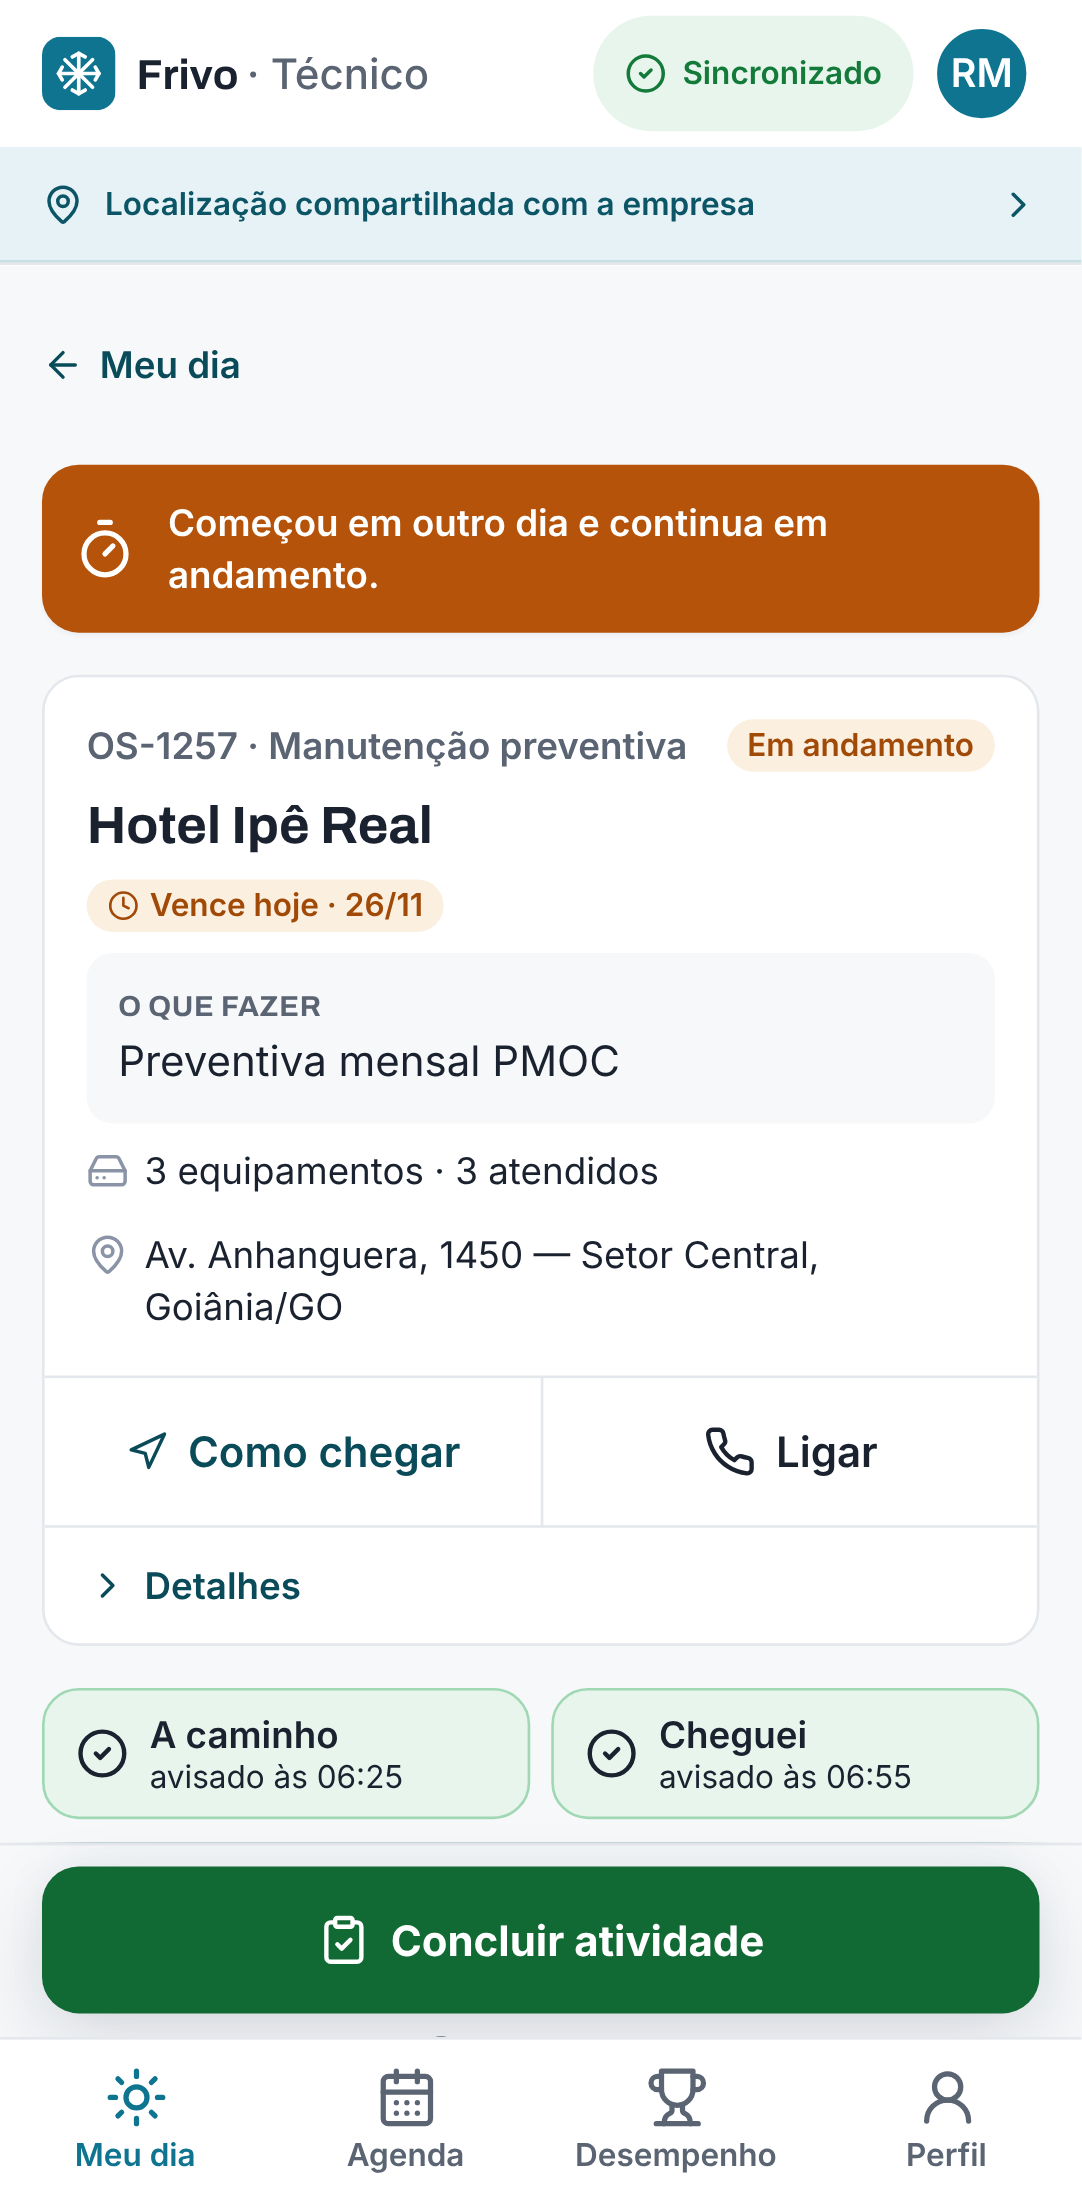 Frivo · Técnico
Sincronizado
RM
Localização compartilhada com a empresa
Meu dia
Começou em outro dia e continua em
andamento.
OS-1257 · Manutenção preventiva
Em andamento
Hotel Ipê Real
Vence hoje · 26/11
O QUE FAZER
Preventiva mensal PMOC
3 equipamentos · 3 atendidos
Av. Anhanguera, 1450 — Setor Central,
Goiânia/GO
Como chegar
Ligar
Detalhes
A caminho
avisado às 06:25
Cheguei
avisado às 06:55
Concluir atividade
Meu dia
Agenda
Desempenho
Perfil